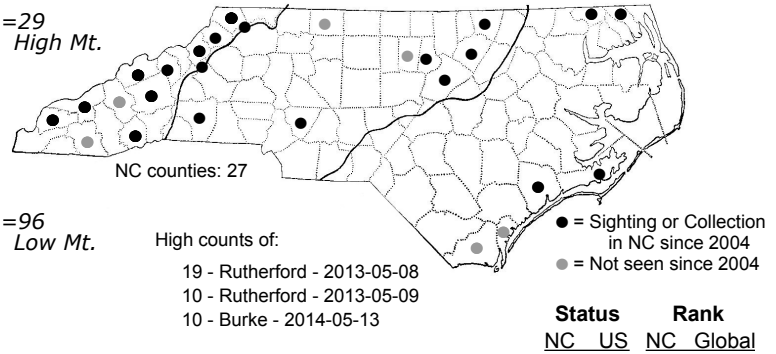 =29
High Mt.
NC counties: 27
=96
Low Mt.
High counts of:
19 - Rutherford - 2013-05-08
10 - Rutherford - 2013-05-09
10 - Burke - 2014-05-13
= Sighting or Collection
in NC since 2004
= Not seen since 2004
Status Rank
NC US NC Global